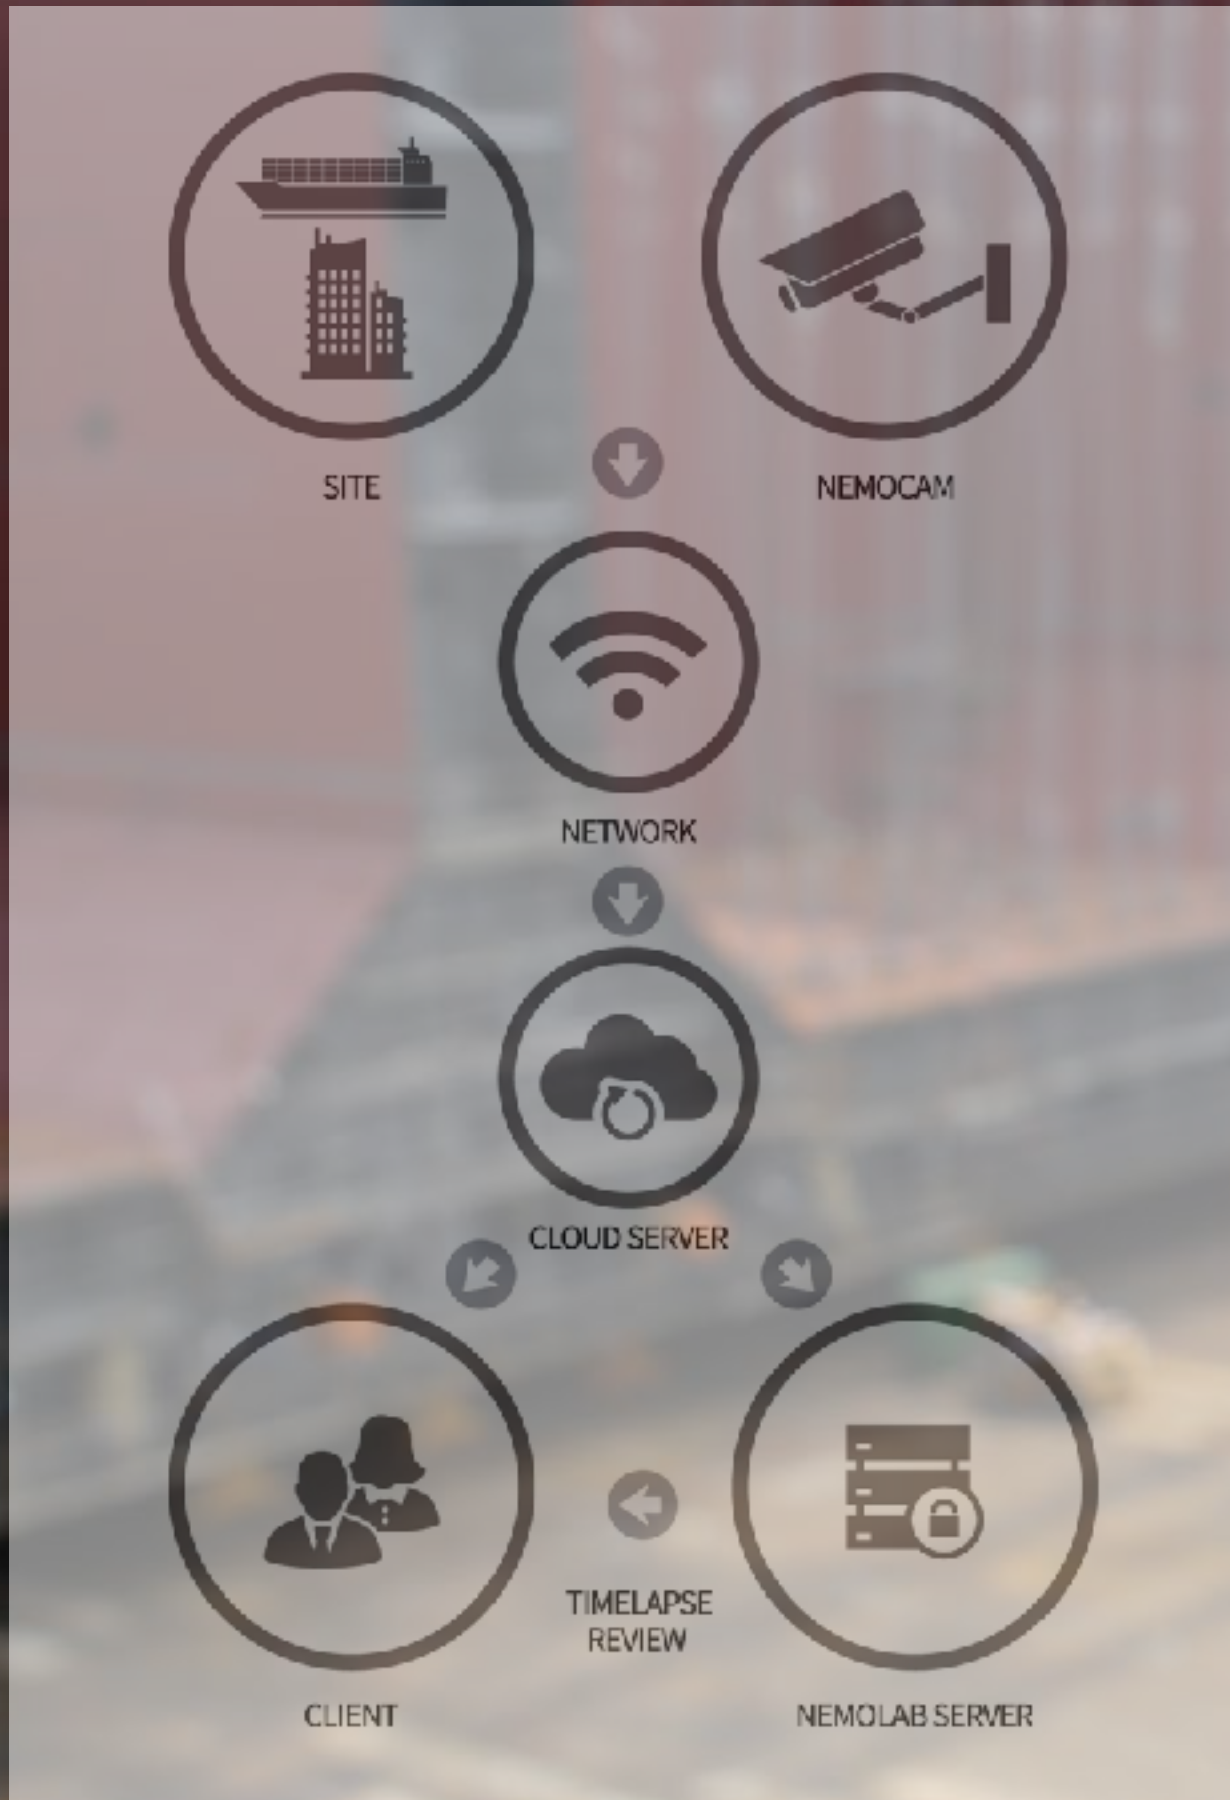 SITE
NEMOCAM
NETWORK
CLOUD SERVER
TIMELAPSE
REVIEW
CLIENT
NEMOLAB SERVER